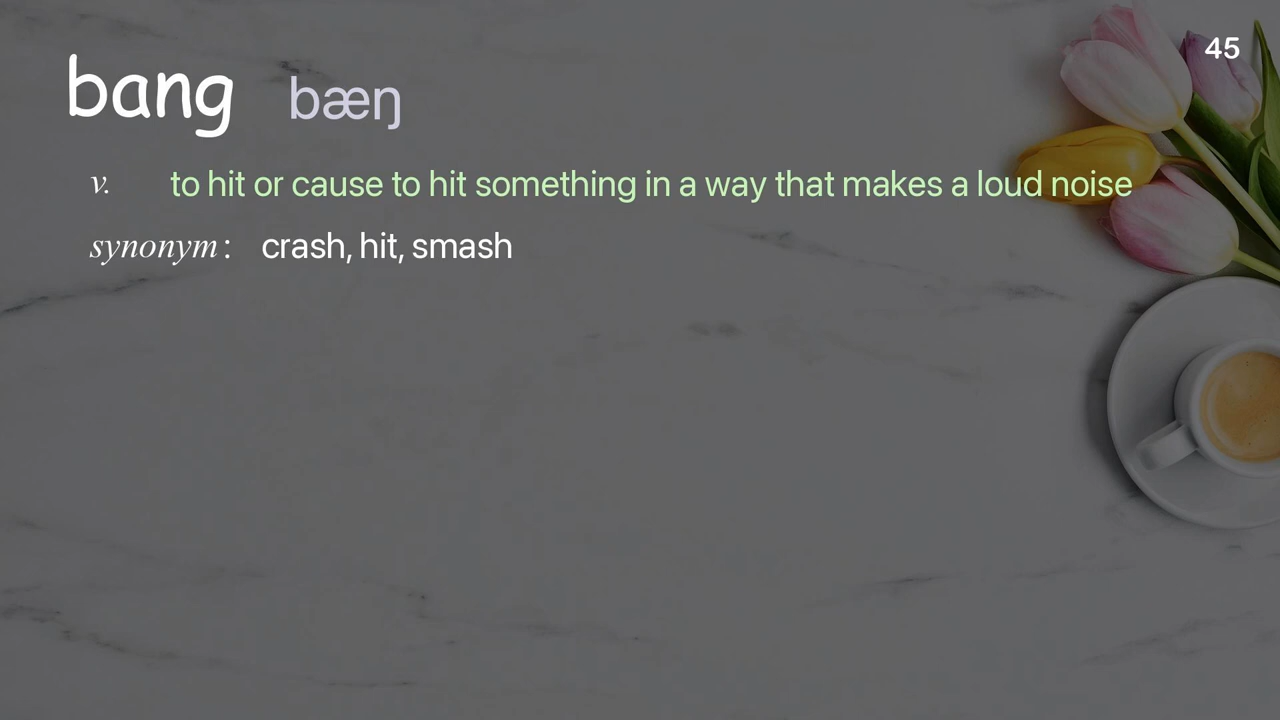 45
bang bæŋ
v. to hit or cause to hit something in a way that makes a loud noise
synonym : crash, hit, smash